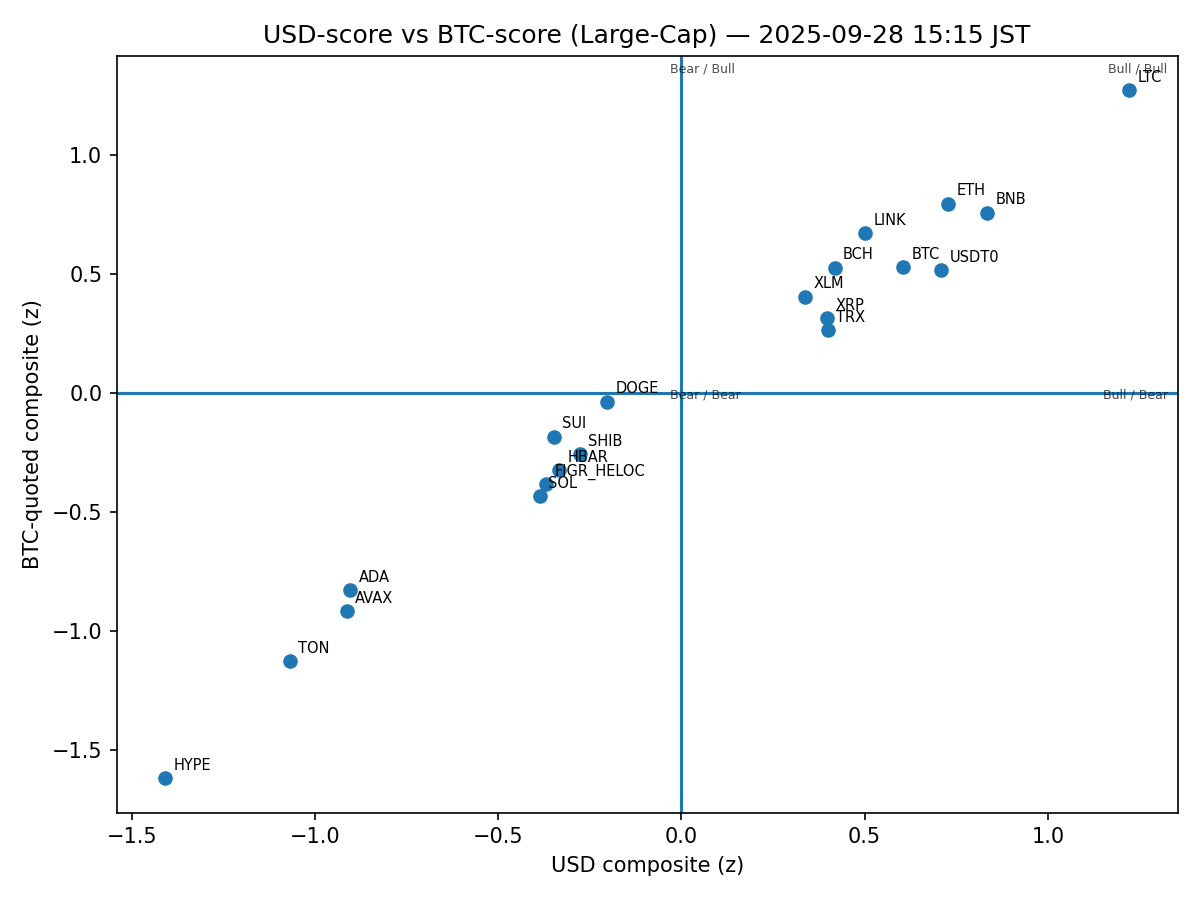 USD-score vs BTC-score (Large-Cap) — 2025-09-28 15:15 JST
Bear / Bull
Bull / Bull
LTC
1.0
ETH
BNB
LINK
BCH
BTC
USDT0
0.5
XLM
XRP
TRX
0.0
DOGE
Bear / Bear
Bull / Bear
SUI
SHIB
HBAR
FIGR_HELOC
SOL
−0.5
ADA
AVAX
−1.0
TON
−1.5
HYPE
BTC-quoted composite (z)
−1.5
−1.0
−0.5
0.0
0.5
1.0
USD composite (z)